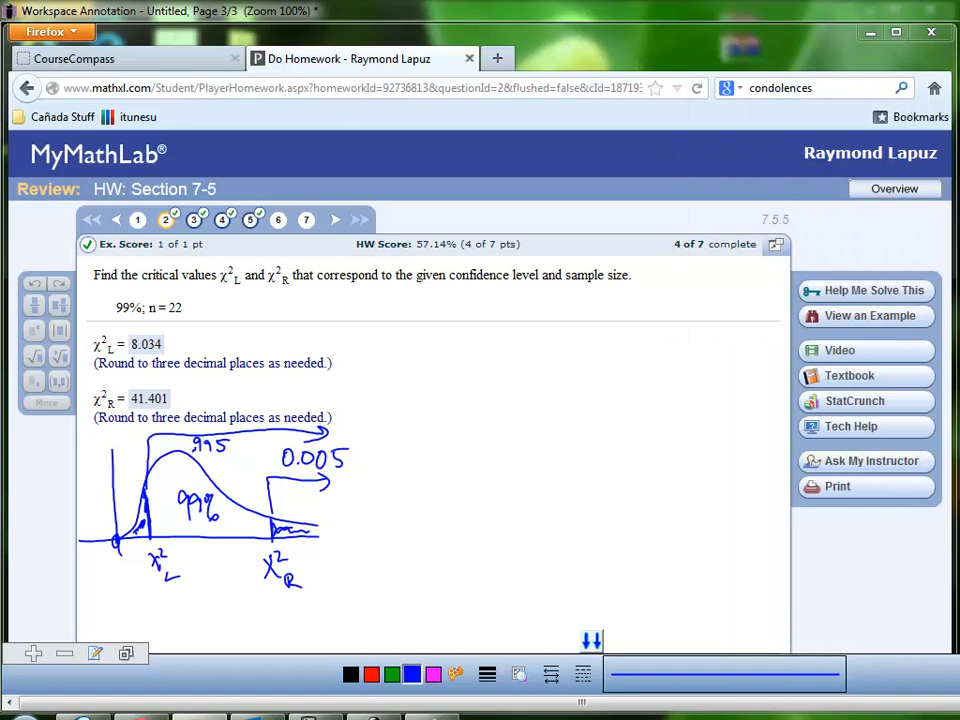 Workspace Annotation - Untitled, Page 3/3 (Zoom 100%) *
Firefox
CourseCompass
P Do Homework - Raymond Lapuz
www.mathxl.com/Student/PlayerHomework.aspx?homeworkId=92736813&questionId=2&flushed=false&cId=18719
condolences
Cañada Stuff itunesu
Bookmarks
MyMathLab®
Raymond Lapuz
Review: HW: Section 7-5
Overview
1 2 3 4 5 6 7
7.5.5
Ex. Score: 1 of 1 pt
HW Score: 57.14% (4 of 7 pts)
4 of 7 complete
Find the critical values χ²L and χ²R that correspond to the given confidence level and sample size.
99%; n = 22
χ²L = 8.034
(Round to three decimal places as needed.)
χ²R = 41.401
(Round to three decimal places as needed.)
.995
0.005
99%
χ²L
χ²R
More
Help Me Solve This
View an Example
Video
Textbook
StatCrunch
Tech Help
Ask My Instructor
Print